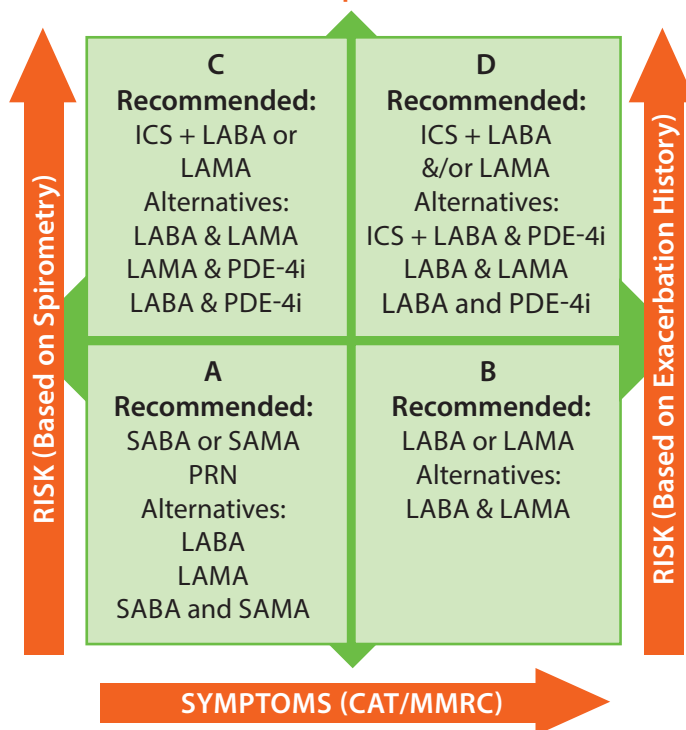 RISK (Based on Spirometry)
C
Recommended:
ICS + LABA or
LAMA
Alternatives:
LABA & LAMA
LAMA & PDE-4i
LABA & PDE-4i
D
Recommended:
ICS + LABA
&/or LAMA
Alternatives:
ICS + LABA & PDE-4i
LABA & LAMA
LABA and PDE-4i
A
Recommended:
SABA or SAMA
PRN
Alternatives:
LABA
LAMA
SABA and SAMA
B
Recommended:
LABA or LAMA
Alternatives:
LABA & LAMA
RISK (Based on Exacerbation History)
SYMPTOMS (CAT/MMRC)